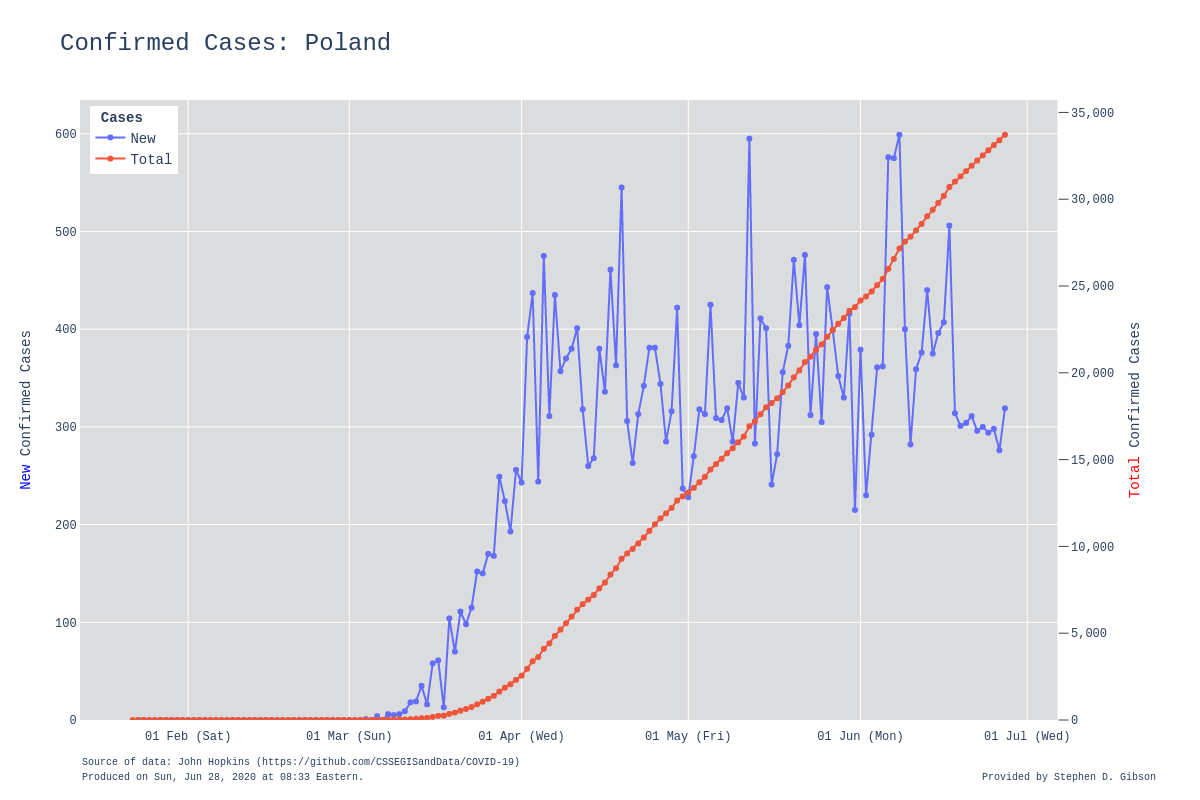 Confirmed Cases: Poland
Cases
New
Total
600
500
400
300
200
100
0
35,000
30,000
25,000
20,000
15,000
10,000
5,000
0
New Confirmed Cases
Total Confirmed Cases
01 Feb (Sat)
01 Mar (Sun)
01 Apr (Wed)
01 May (Fri)
01 Jun (Mon)
01 Jul (Wed)
Source of data: John Hopkins (https://github.com/CSSEGISandData/COVID-19)
Produced on Sun, Jun 28, 2020 at 08:33 Eastern.
Provided by Stephen D. Gibson